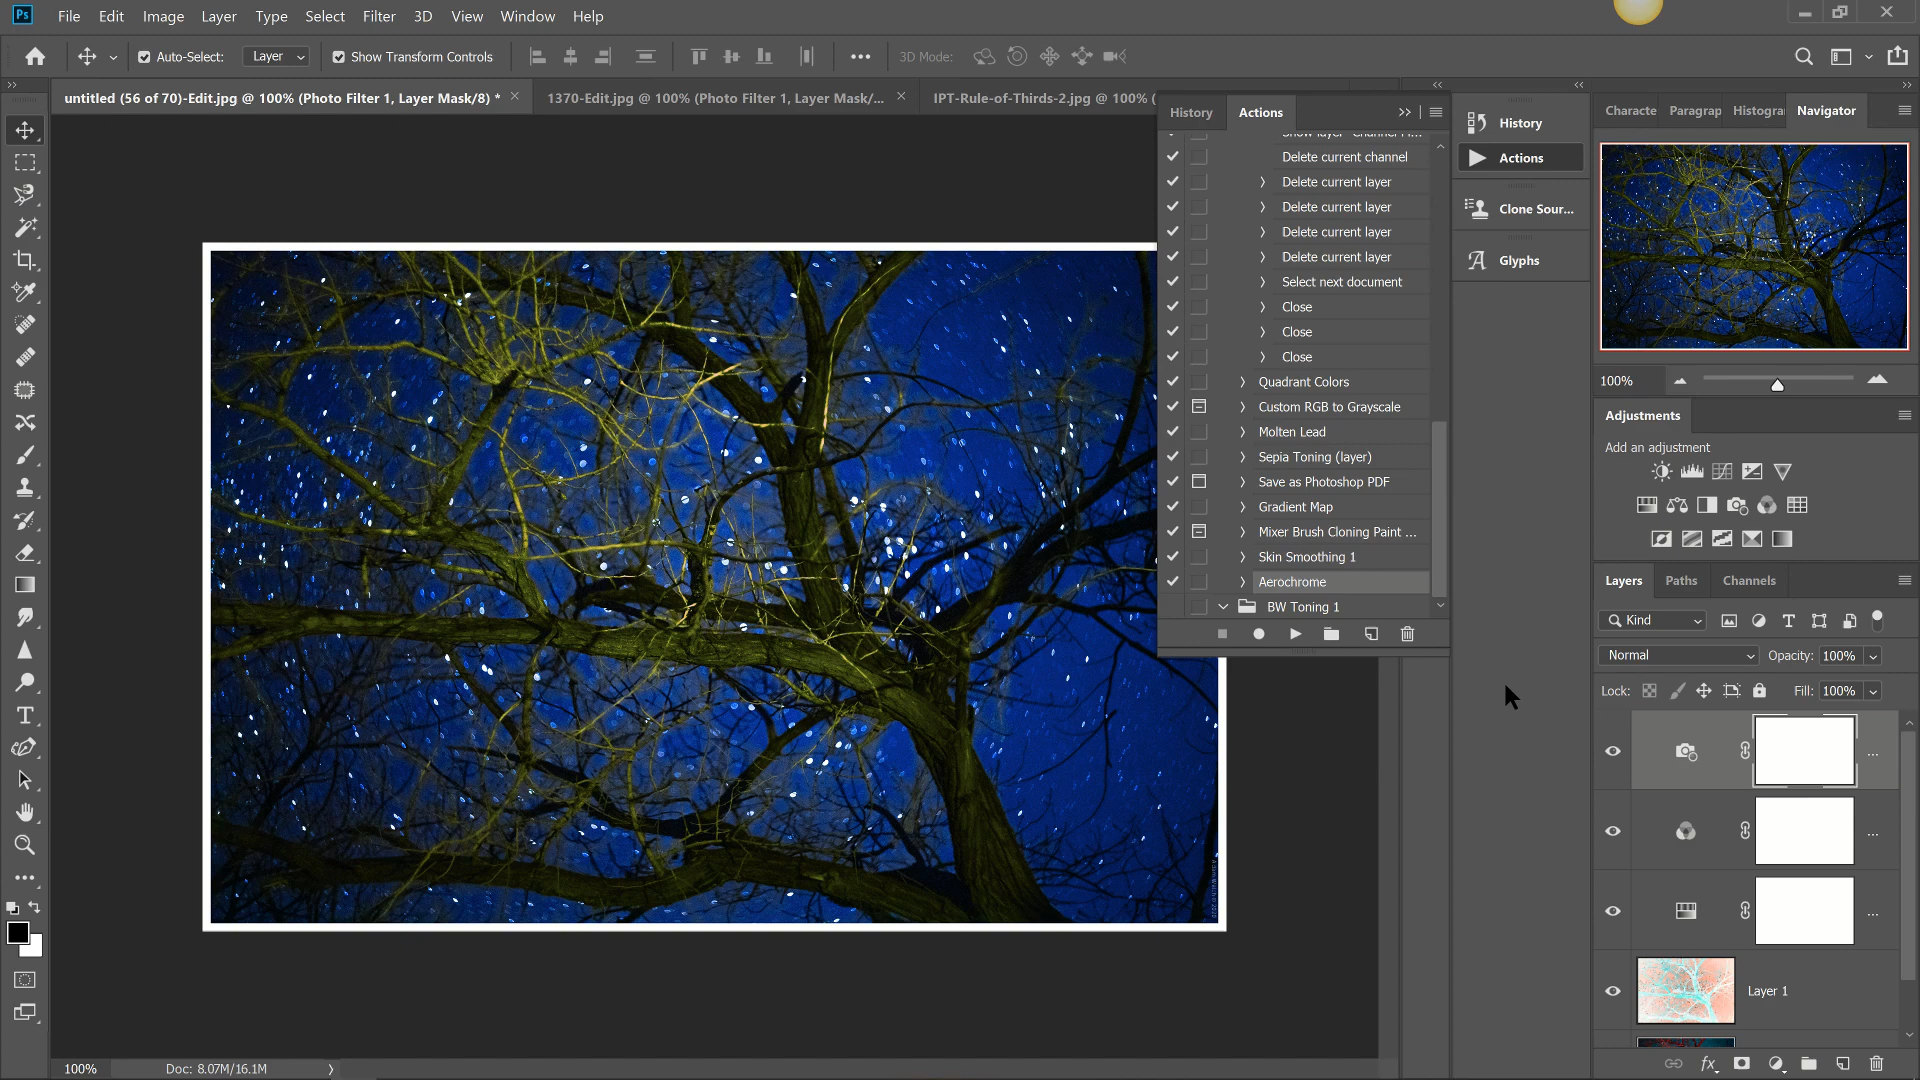 Ps File Edit Image Layer Type Select Filter 3D View Window Help
Auto-Select: Layer Show Transform Controls 3D Mode:
untitled (56 of 70)-Edit.jpg @ 100% (Photo Filter 1, Layer Mask/8) *
1370-Edit.jpg @ 100% (Photo Filter 1, Layer Mask/...
IPT-Rule-of-Thirds-2.jpg @ 100% (
History Actions
Delete current channel
Delete current layer
Delete current layer
Delete current layer
Delete current layer
Select next document
Close
Close
Close
Quadrant Colors
Custom RGB to Grayscale
Molten Lead
Sepia Toning (layer)
Save as Photoshop PDF
Gradient Map
Mixer Brush Cloning Paint ...
Skin Smoothing 1
Aerochrome
BW Toning 1
History
Actions
Clone Sour...
Glyphs
Characte Paragrap Histogra Navigator
100%
Adjustments
Add an adjustment
Layers Paths Channels
Kind
Normal Opacity: 100%
Lock: Fill: 100%
...
...
...
Layer 1
fx
100% Doc: 8.07M/16.1M